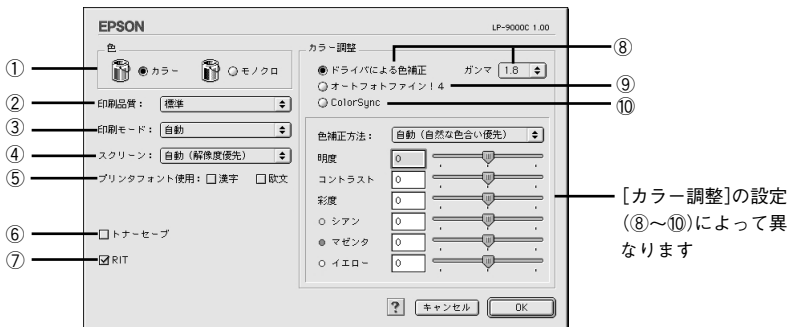 EPSON
LP-9000C 1.00
色
① カラー モノクロ
② 印刷品質： 標準
③ 印刷モード： 自動
④ スクリーン： 自動（解像度優先）
⑤ プリンタフォント使用： 漢字 欧文
⑥ トナーセーブ
⑦ RIT
カラー調整
ドライバによる色補正 ガンマ 1.8 ⑧
オートフォトファイン！4 ⑨
ColorSync ⑩
色補正方法： 自動（自然な色合い優先）
明度 0
コントラスト 0
彩度 0
シアン 0
マゼンタ 0
イエロー 0
? キャンセル OK
［カラー調整］の設定
（⑧～⑩）によって異
なります